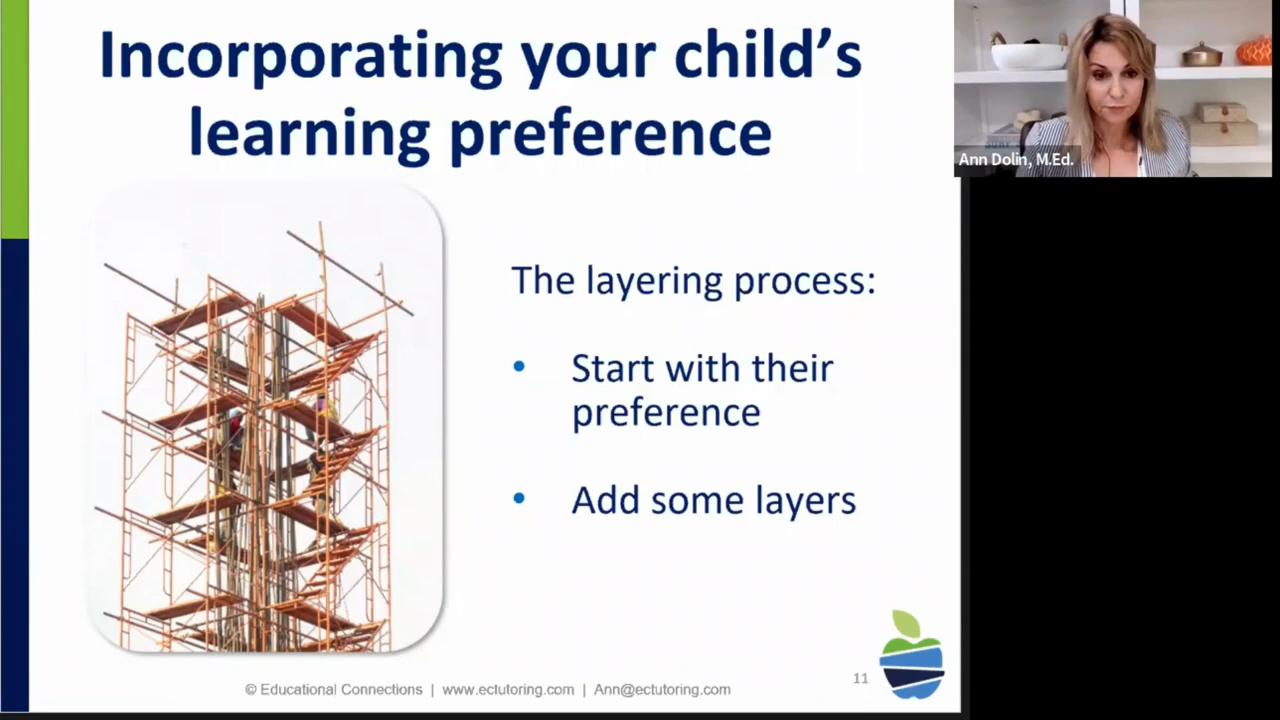 Incorporating your child's
learning preference
Ann Dolin, M.Ed.
The layering process:
• Start with their
preference
• Add some layers
© Educational Connections | www.ectutoring.com | Ann@ectutoring.com
11